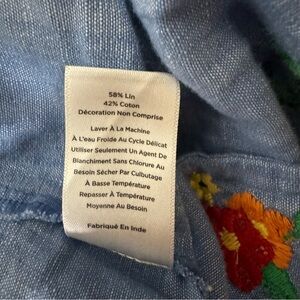 58% Lin
42% Coton
Décoration Non Comprise
Laver À La Machine
À L'eau Froide Au Cycle Délicat
Utiliser Seulement Un Agent De
Blanchiment Sans Chlorure Au
Besoin Sécher Par Culbutage
À Basse Température
Repasser À Température
Moyenne Au Besoin
Fabriqué En Inde